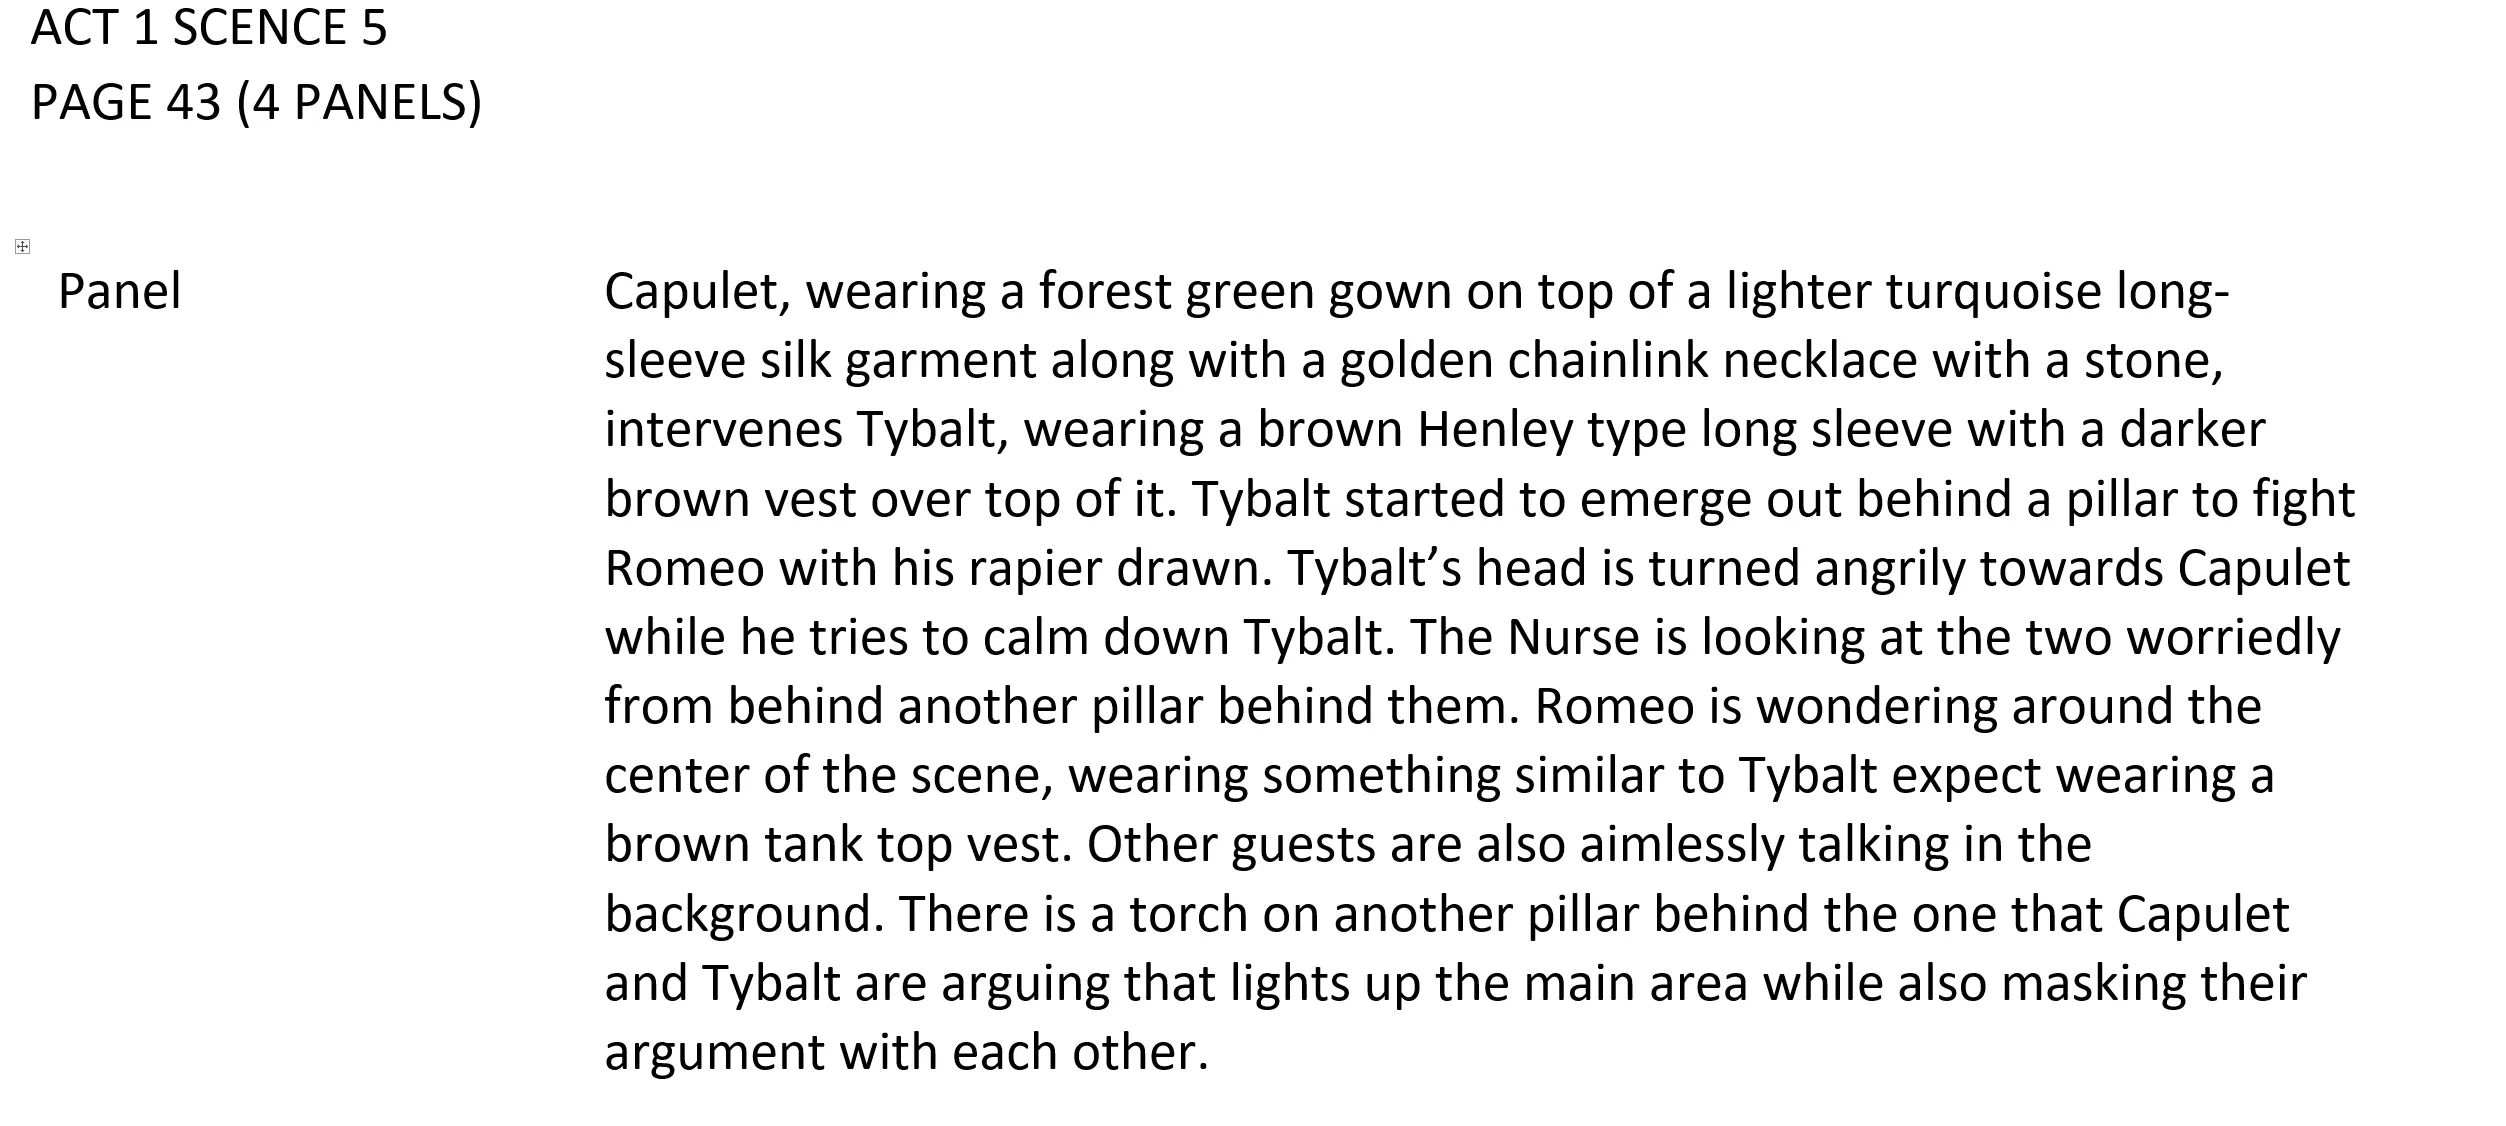 ACT 1 SCENCE 5
PAGE 43 (4 PANELS)
Panel
Capulet, wearing a forest green gown on top of a lighter turquoise long-
sleeve silk garment along with a golden chainlink necklace with a stone,
intervenes Tybalt, wearing a brown Henley type long sleeve with a darker
brown vest over top of it. Tybalt started to emerge out behind a pillar to fight
Romeo with his rapier drawn. Tybalt’s head is turned angrily towards Capulet
while he tries to calm down Tybalt. The Nurse is looking at the two worriedly
from behind another pillar behind them. Romeo is wondering around the
center of the scene, wearing something similar to Tybalt expect wearing a
brown tank top vest. Other guests are also aimlessly talking in the
background. There is a torch on another pillar behind the one that Capulet
and Tybalt are arguing that lights up the main area while also masking their
argument with each other.